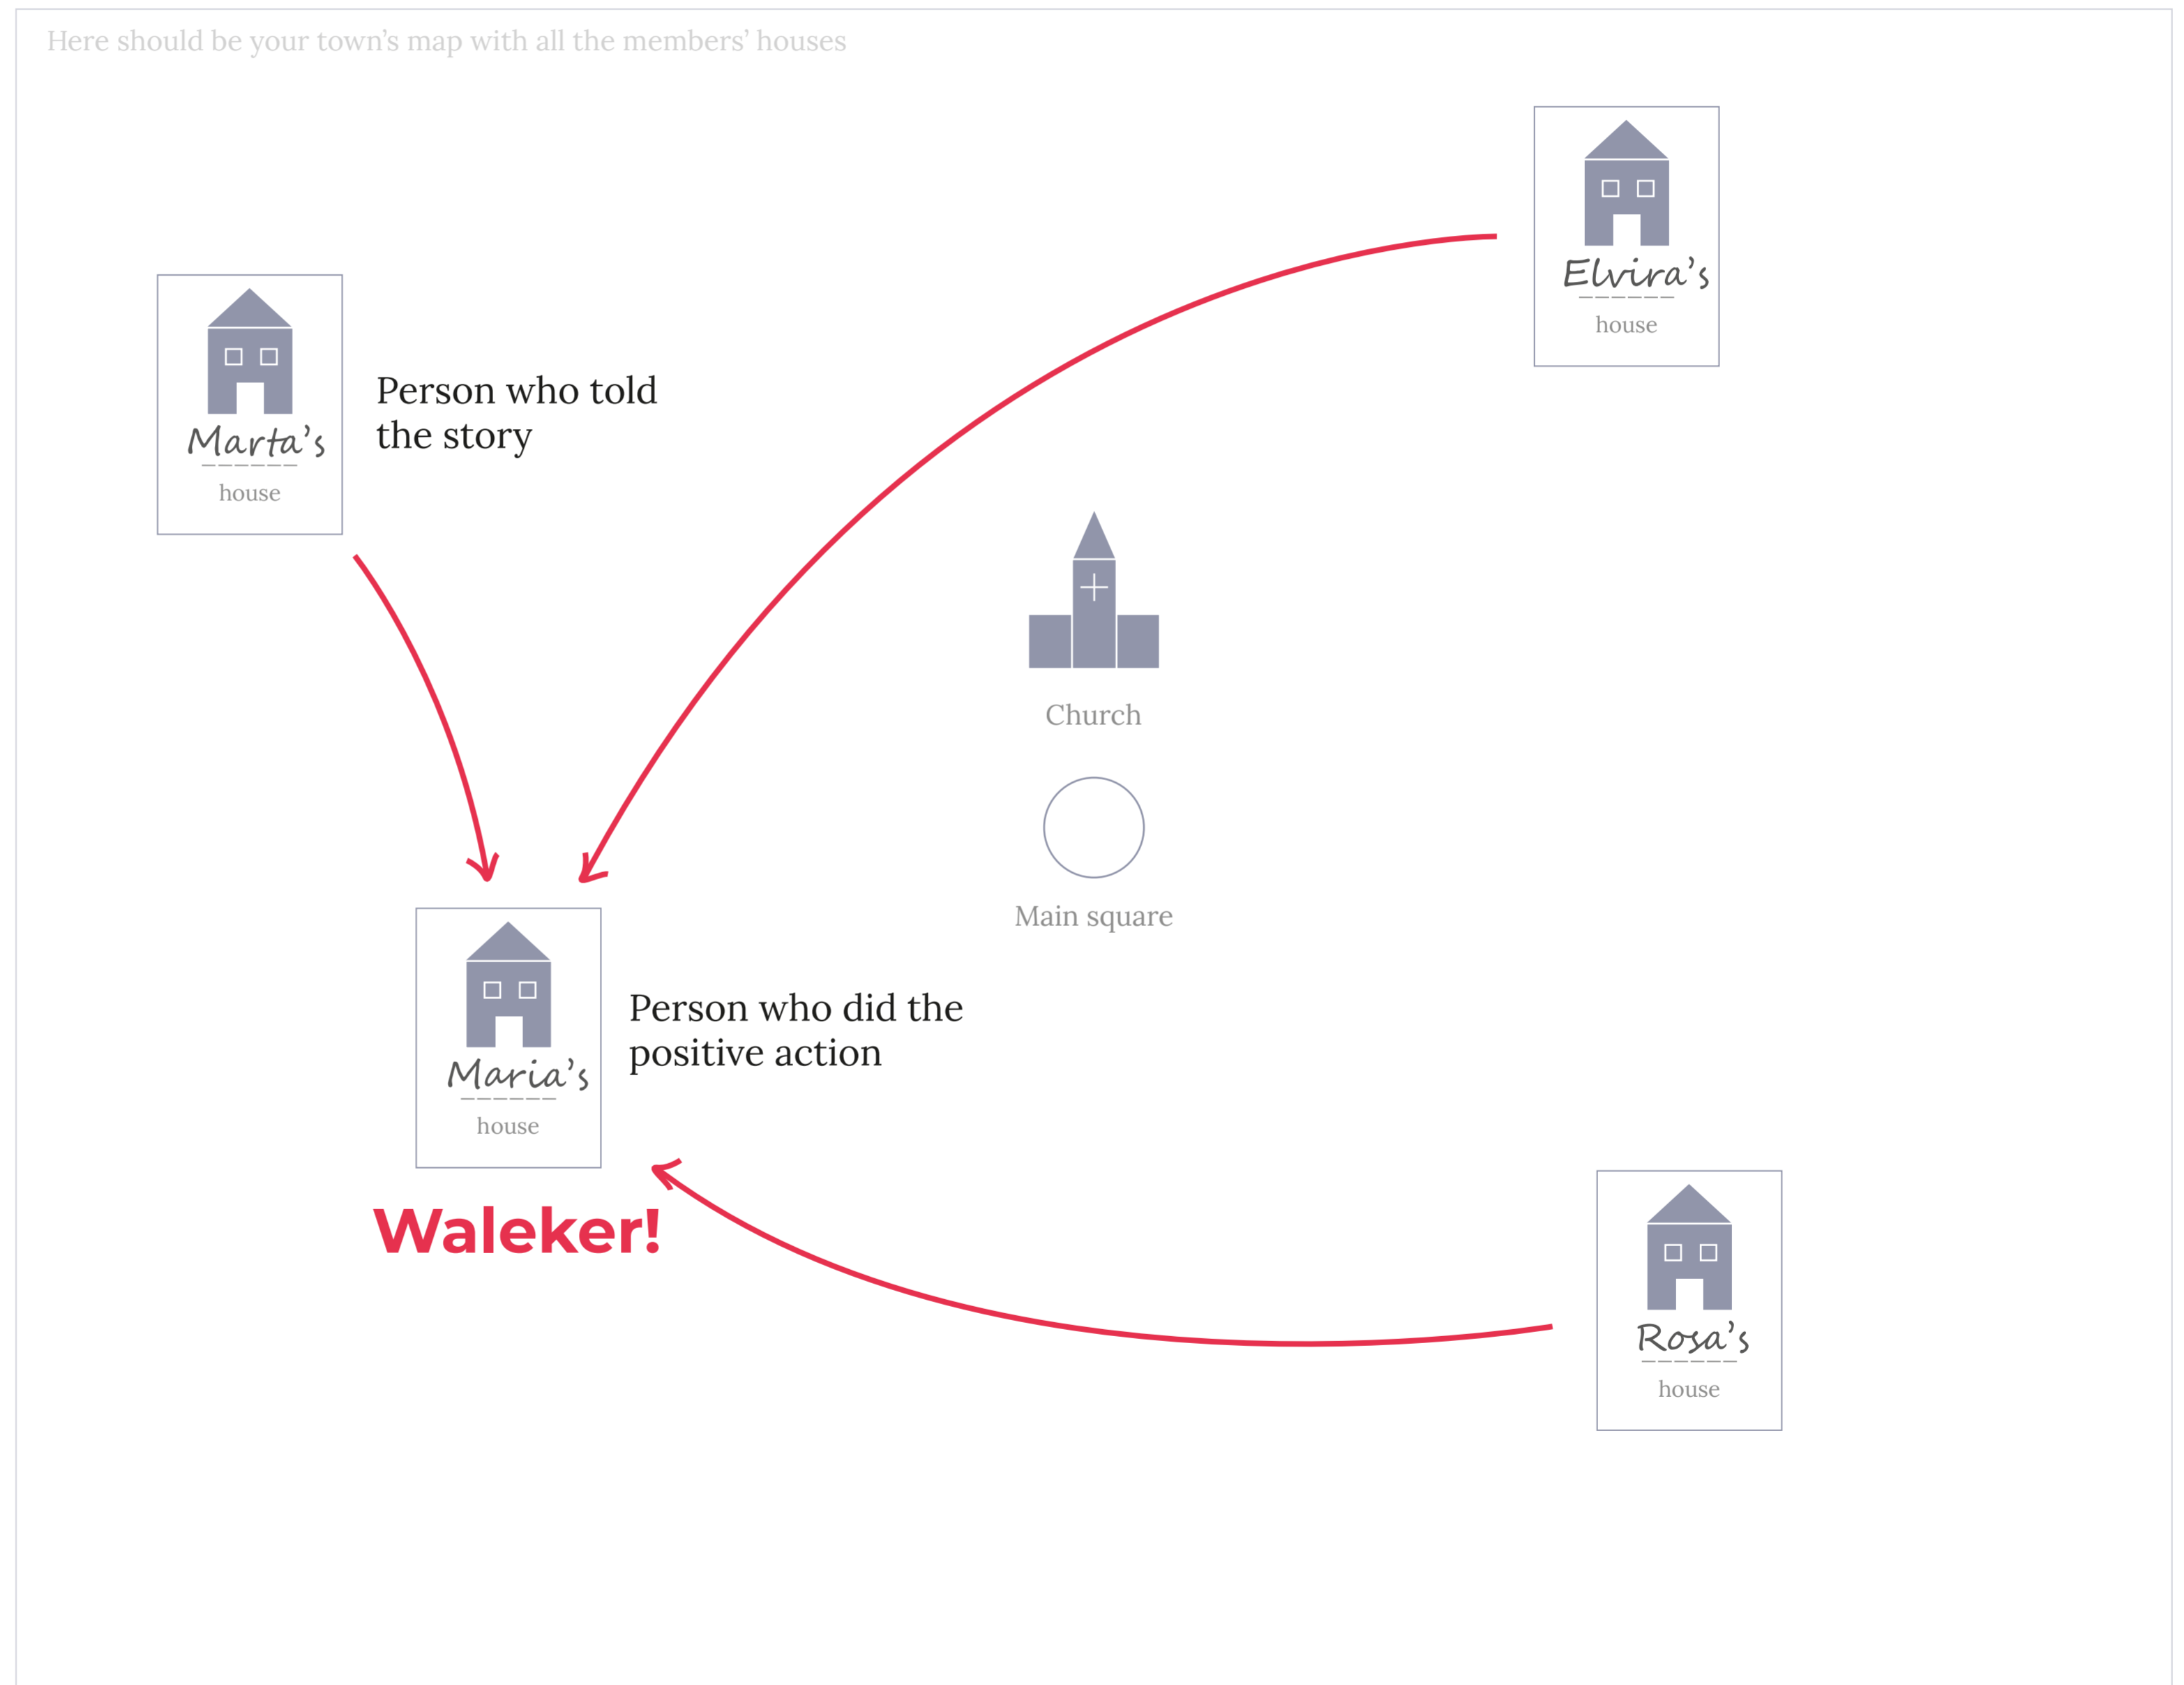 Here should be your town’s map with all the members’ houses
Elvira’s
house
Marta’s
house
Person who told
the story
Church
Main square
Maria’s
house
Person who did the
positive action
Waleker!
Rosa’s
house